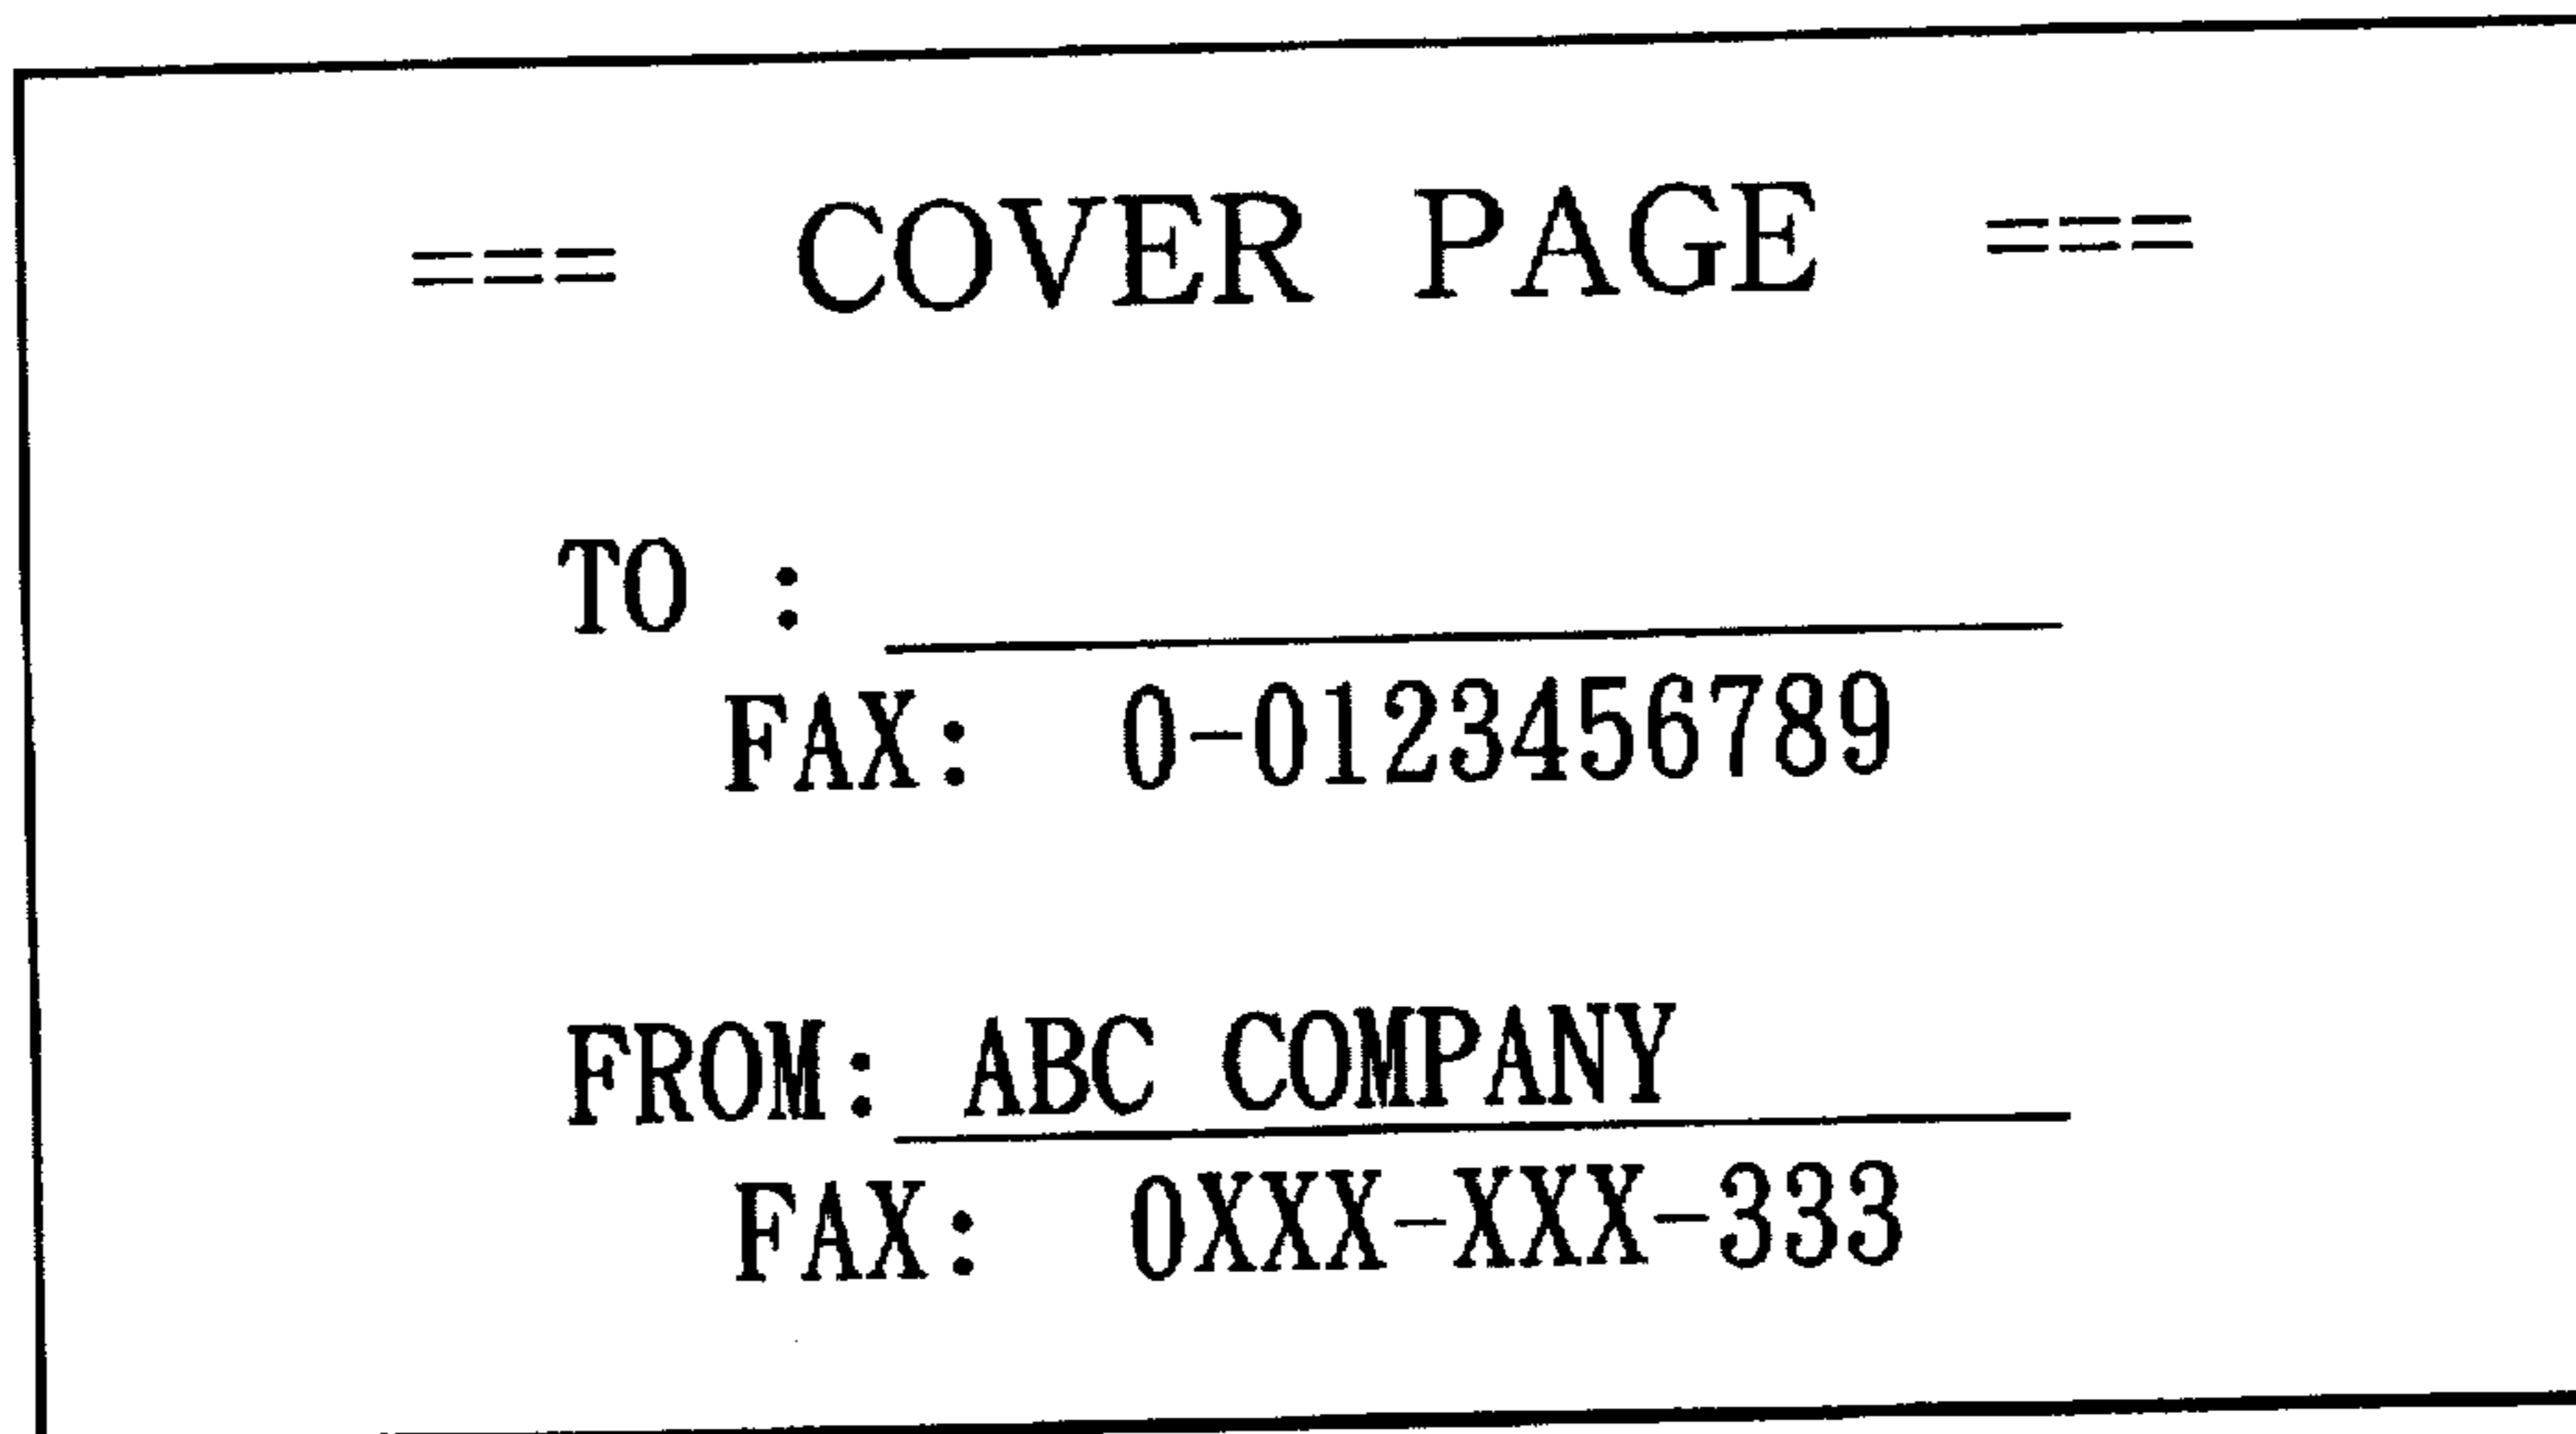 === COVER PAGE ===
TO :
FAX: 0-0123456789
FROM: ABC COMPANY
FAX: 0XXX-XXX-333